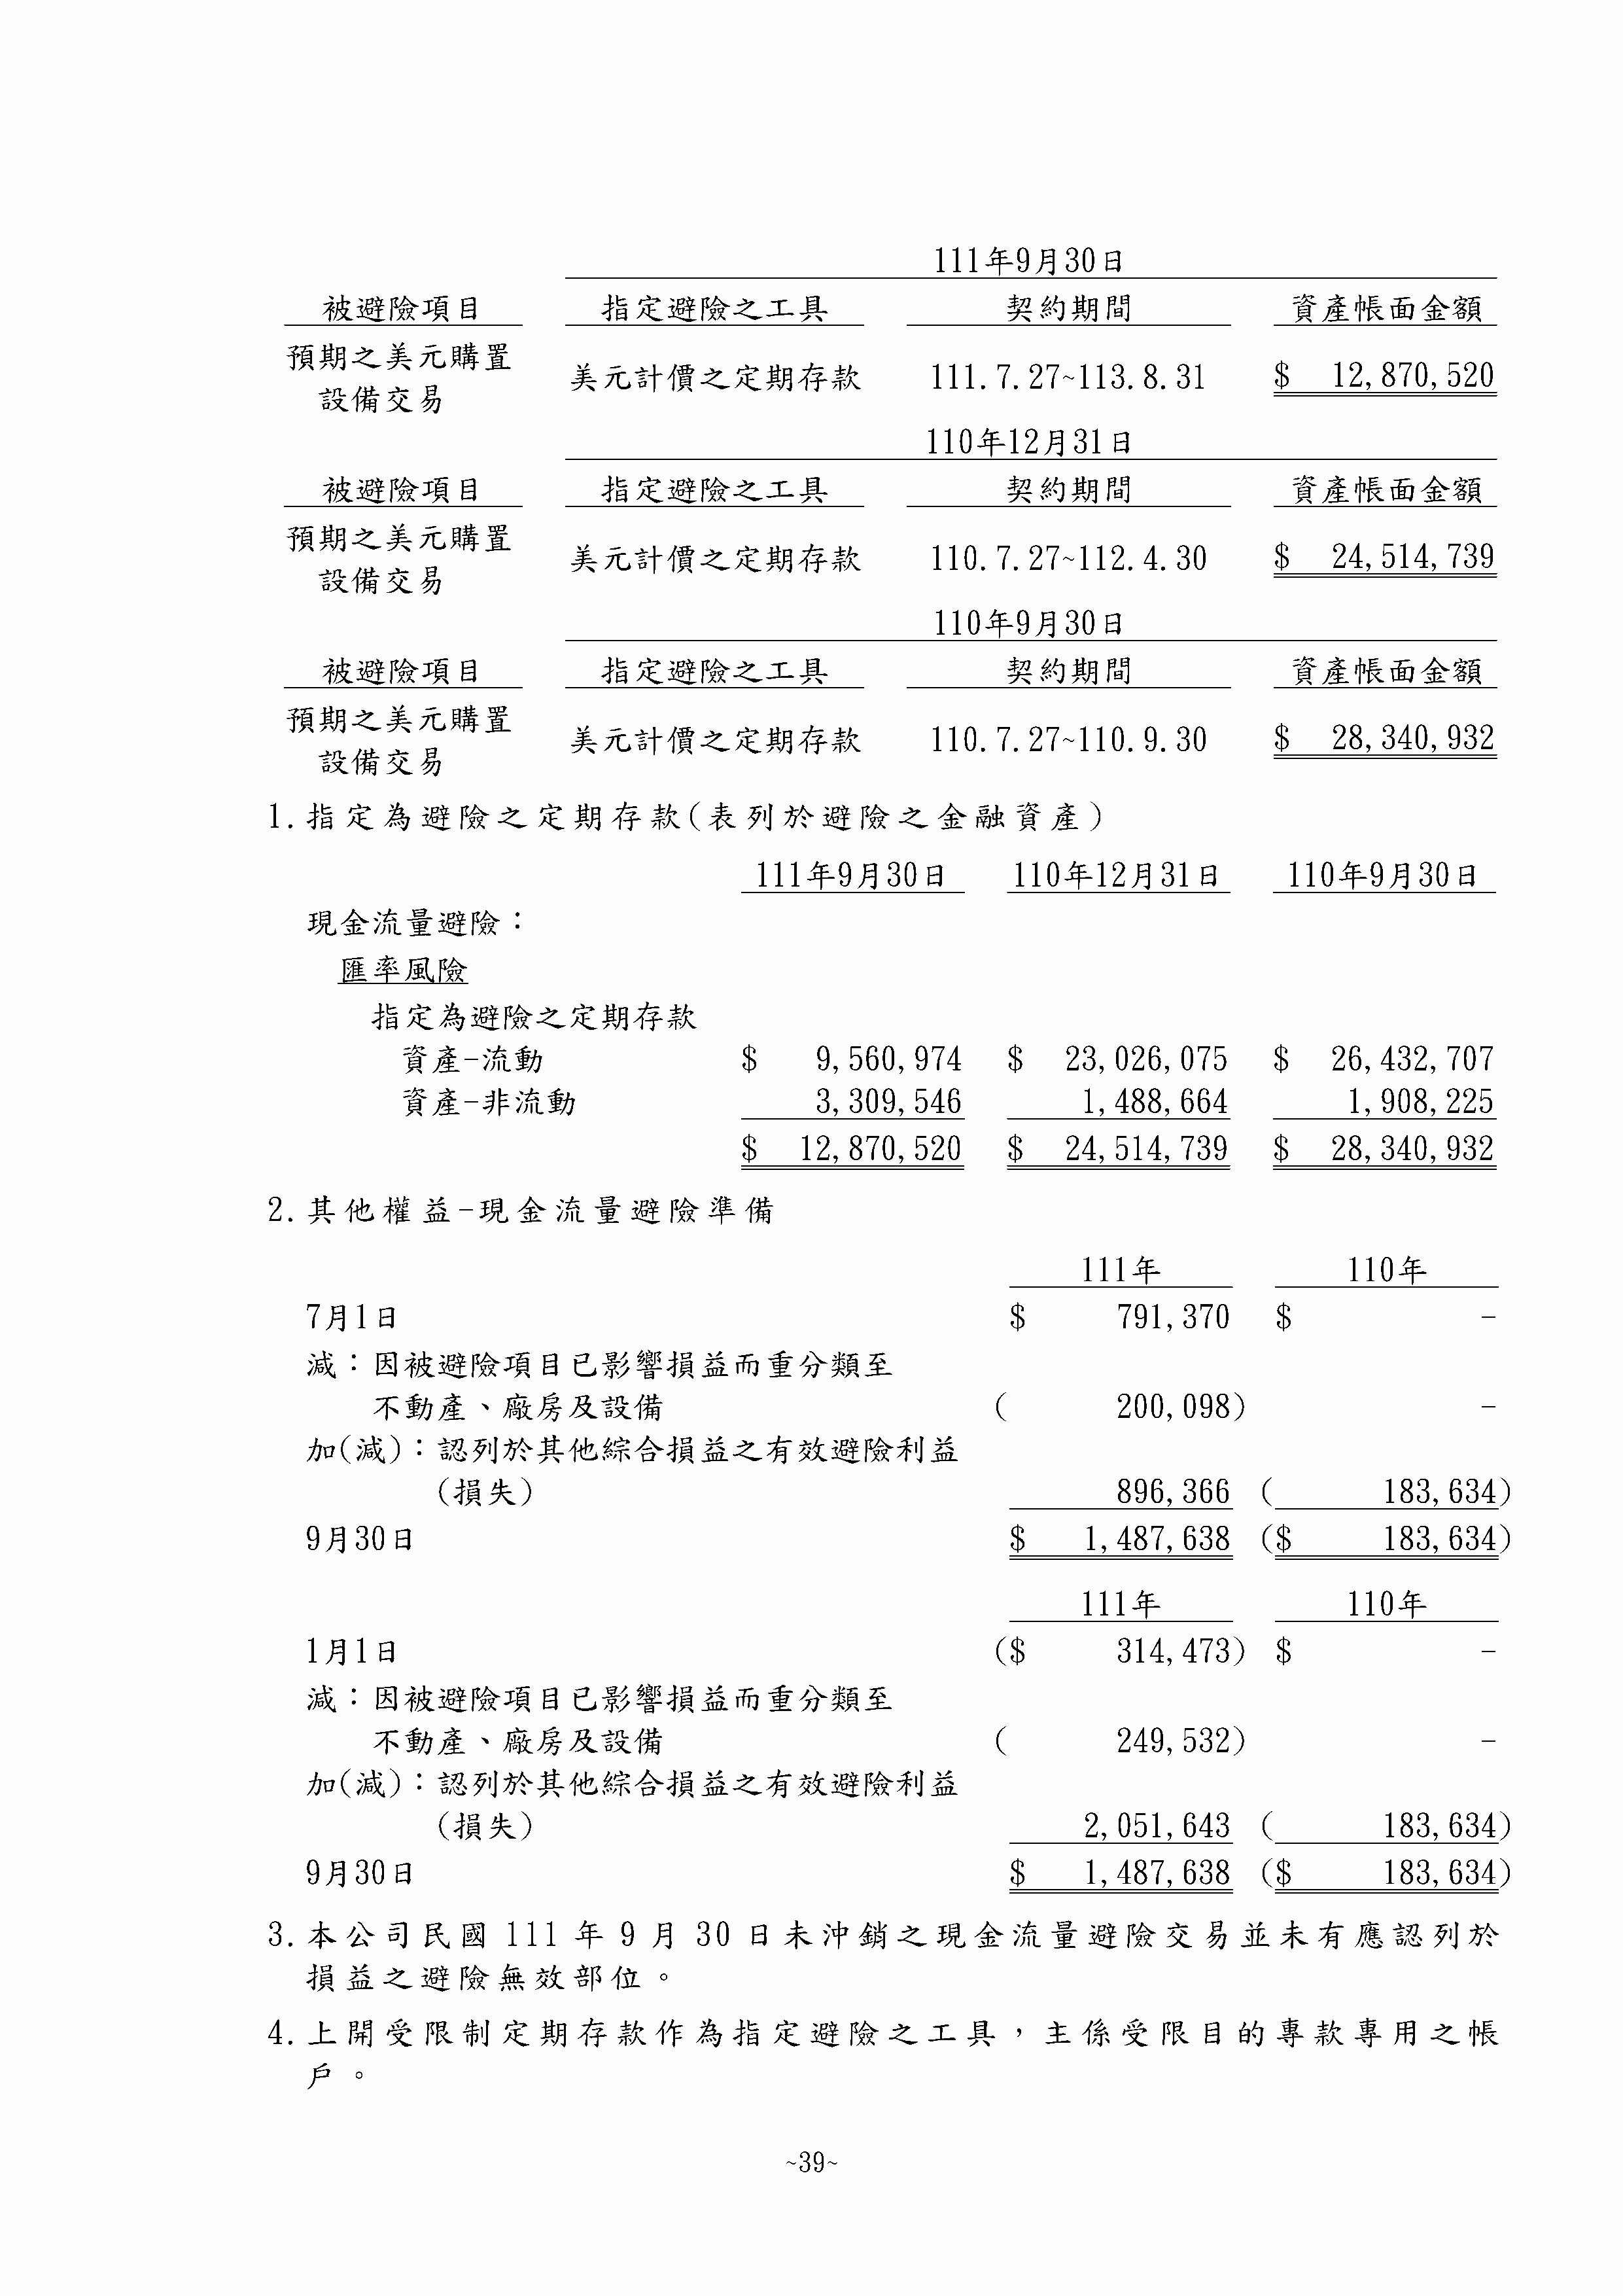 111年9月30日
被避險項目 指定避險之工具 契約期間 資產帳面金額
預期之美元購置
設備交易 美元計價之定期存款 111.7.27~113.8.31 $ 12,870,520
110年12月31日
被避險項目 指定避險之工具 契約期間 資產帳面金額
預期之美元購置
設備交易 美元計價之定期存款 110.7.27~112.4.30 $ 24,514,739
110年9月30日
被避險項目 指定避險之工具 契約期間 資產帳面金額
預期之美元購置
設備交易 美元計價之定期存款 110.7.27~110.9.30 $ 28,340,932
1.指定為避險之定期存款(表列於避險之金融資產)
111年9月30日 110年12月31日 110年9月30日
現金流量避險：
匯率風險
指定為避險之定期存款
資產-流動 $ 9,560,974 $ 23,026,075 $ 26,432,707
資產-非流動 3,309,546 1,488,664 1,908,225
$ 12,870,520 $ 24,514,739 $ 28,340,932
2.其他權益-現金流量避險準備
111年 110年
7月1日 $ 791,370 $ -
減：因被避險項目已影響損益而重分類至
不動產、廠房及設備 ( 200,098) -
加(減)：認列於其他綜合損益之有效避險利益
(損失) 896,366 ( 183,634)
9月30日 $ 1,487,638 ($ 183,634)
111年 110年
1月1日 ($ 314,473) $ -
減：因被避險項目已影響損益而重分類至
不動產、廠房及設備 ( 249,532) -
加(減)：認列於其他綜合損益之有效避險利益
(損失) 2,051,643 ( 183,634)
9月30日 $ 1,487,638 ($ 183,634)
3.本公司民國 111 年 9 月 30 日未沖銷之現金流量避險交易並未有應認列於
損益之避險無效部位。
4.上開受限制定期存款作為指定避險之工具，主係受限目的專款專用之帳
戶。
~39~